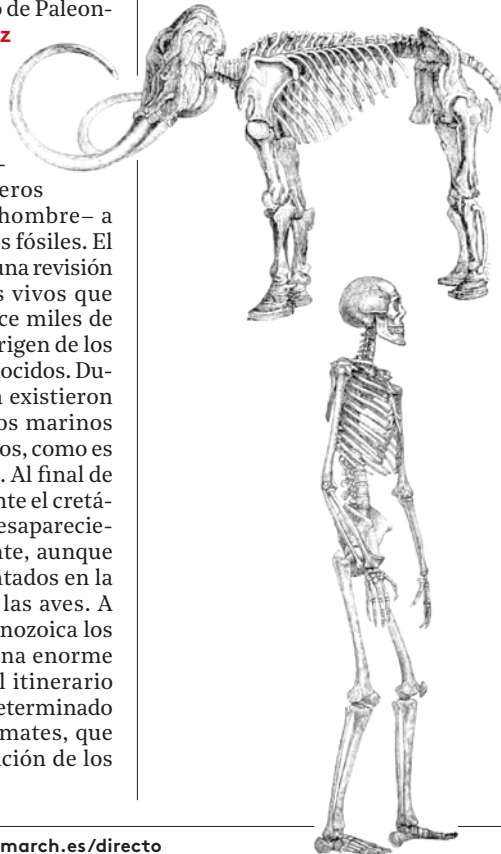 o de Paleon-
z
-
eros
hombre– a
s fósiles. El
una revisión
s vivos que
ce miles de
rigen de los
ocidos. Du-
a existieron
os marinos
os, como es
. Al final de
nte el cretá-
esaparecie-
nte, aunque
ntados en la
las aves. A
nozoica los
na enorme
l itinerario
eterminado
mates, que
ción de los
march.es/directo